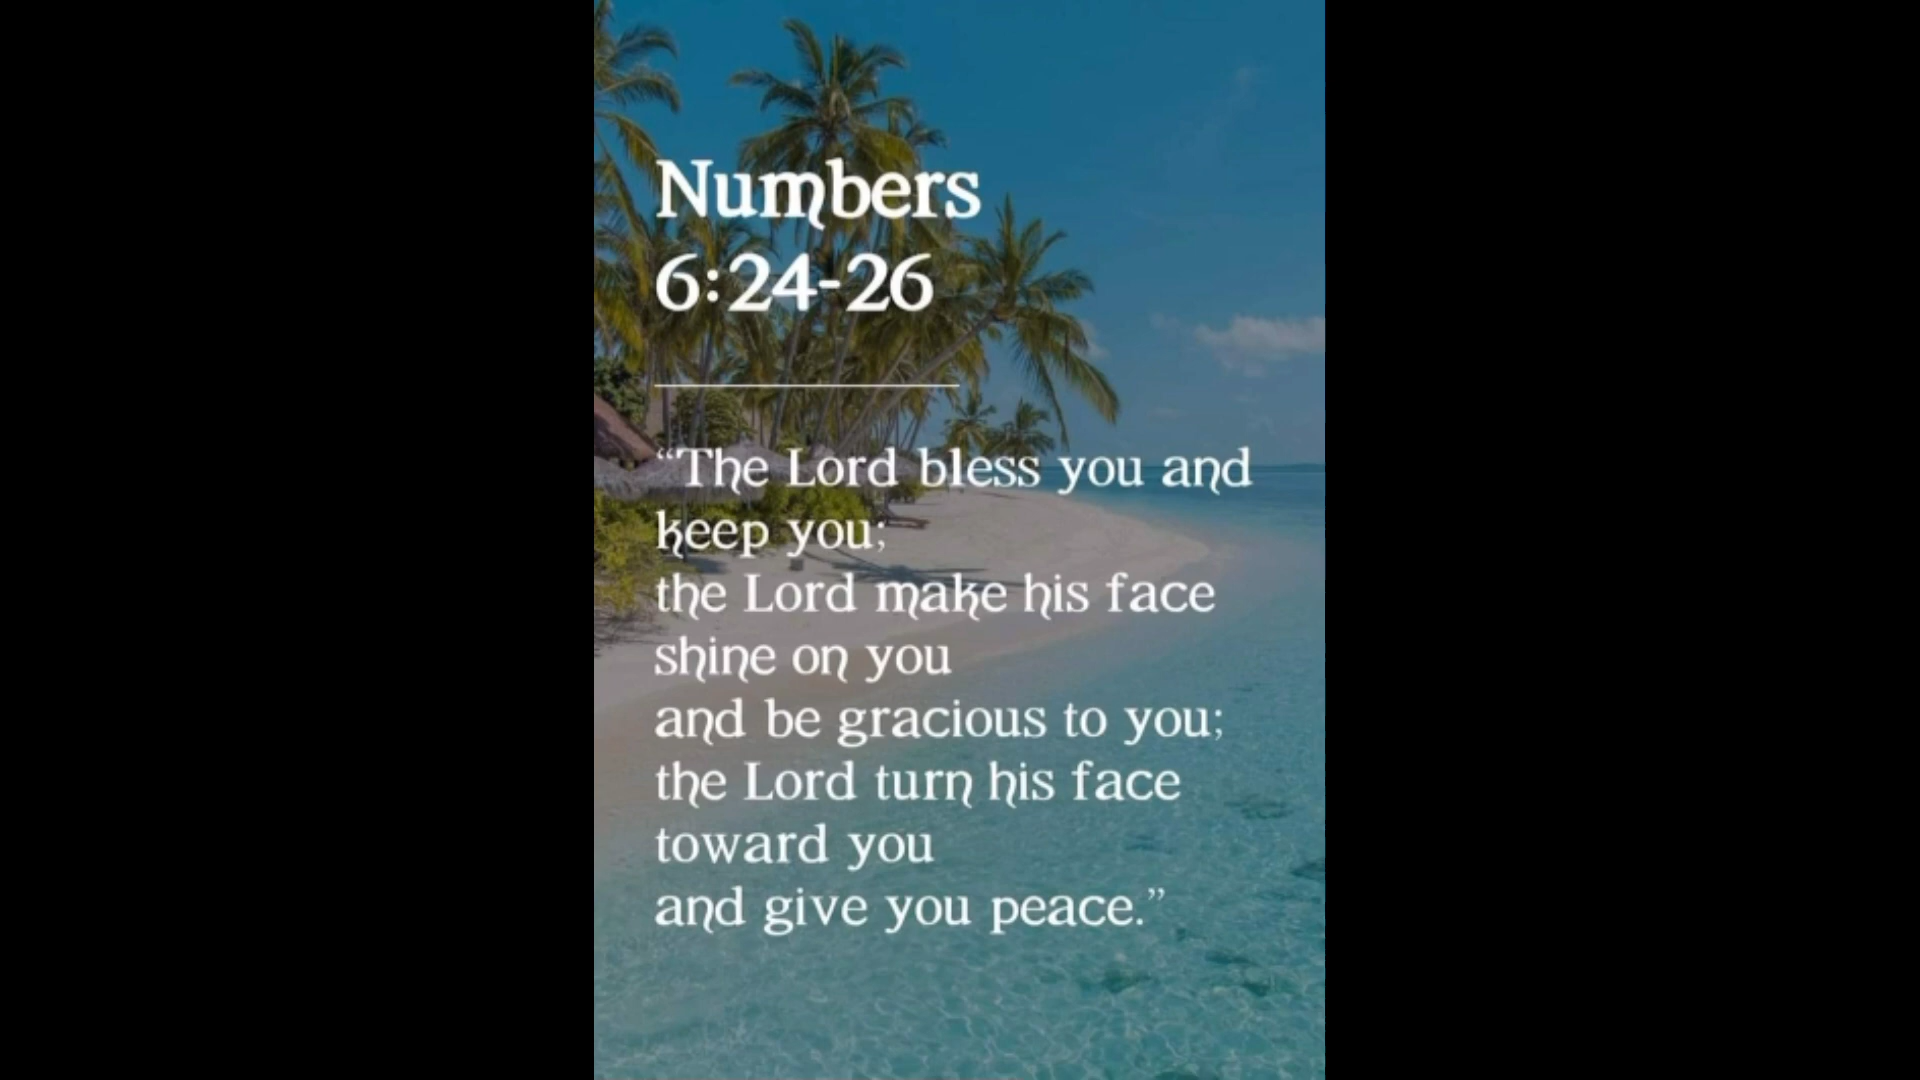 Numbers
6:24-26
“The Lord bless you and
keep you;
the Lord make his face
shine on you
and be gracious to you;
the Lord turn his face
toward you
and give you peace.”